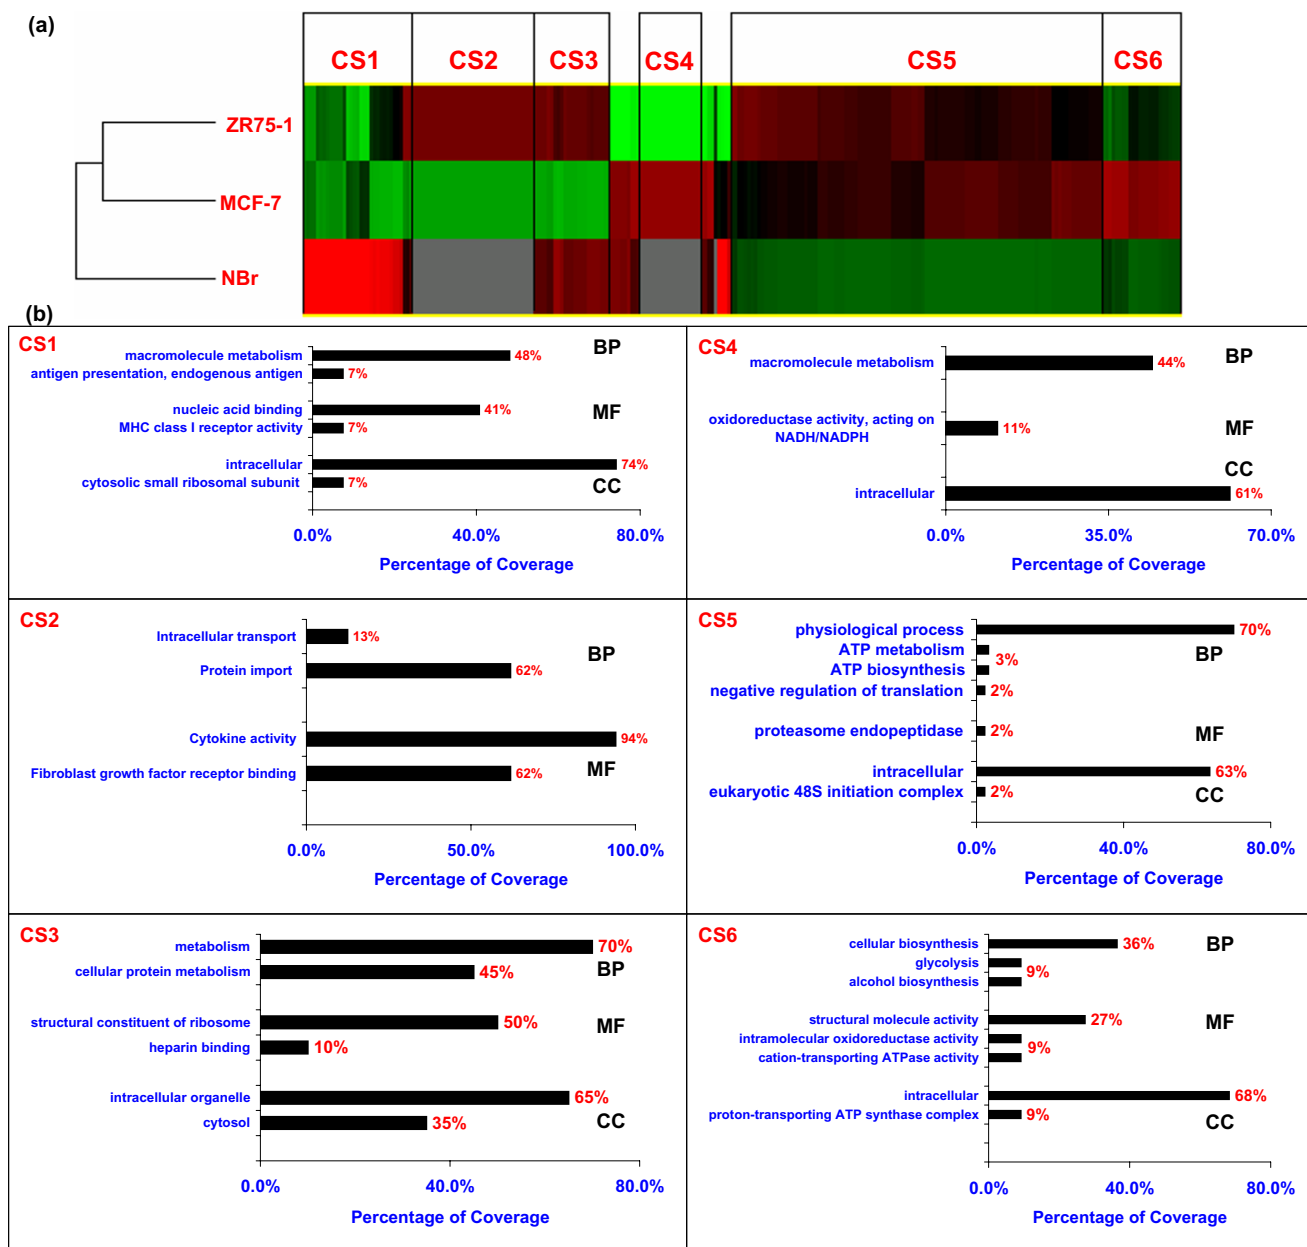 (a)
CS1 CS2 CS3 CS4 CS5 CS6
ZR75-1
MCF-7
NBr
(b)
CS1
macromolecule metabolism 48% BP
antigen presentation, endogenous antigen 7%
nucleic acid binding 41% MF
MHC class I receptor activity 7%
intracellular 74%
cytosolic small ribosomal subunit 7% CC
0.0% 40.0% 80.0%
Percentage of Coverage
CS4
BP
macromolecule metabolism 44%
oxidoreductase activity, acting on
NADH/NADPH
11% MF
CC
intracellular 61%
0.0% 35.0% 70.0%
Percentage of Coverage
CS2
Intracellular transport 13%
BP
Protein import 62%
Cytokine activity 94%
MF
Fibroblast growth factor receptor binding 62%
0.0% 50.0% 100.0%
Percentage of Coverage
CS5
physiological process 70%
ATP metabolism
3% BP
ATP biosynthesis
negative regulation of translation 2%
proteasome endopeptidase 2% MF
intracellular 63%
eukaryotic 48S initiation complex 2% CC
0.0% 40.0% 80.0%
Percentage of Coverage
CS3
metabolism 70%
cellular protein metabolism 45% BP
structural constituent of ribosome 50% MF
heparin binding 10%
intracellular organelle 65%
cytosol 35% CC
0.0% 40.0% 80.0%
Percentage of Coverage
CS6
cellular biosynthesis 36% BP
glycolysis
9%
alcohol biosynthesis
structural molecule activity 27% MF
intramolecular oxidoreductase activity
9%
cation-transporting ATPase activity
intracellular 68%
proton-transporting ATP synthase complex 9% CC
0.0% 40.0% 80.0%
Percentage of Coverage